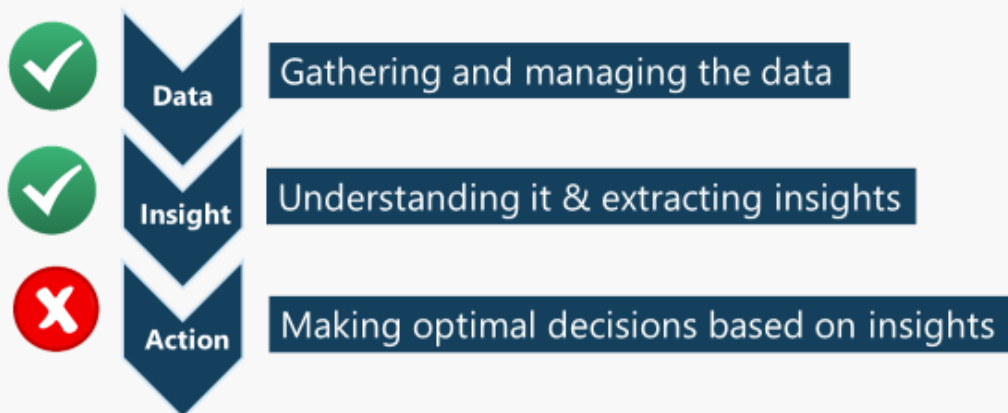 Data
Gathering and managing the data
Insight
Understanding it & extracting insights
Action
Making optimal decisions based on insights